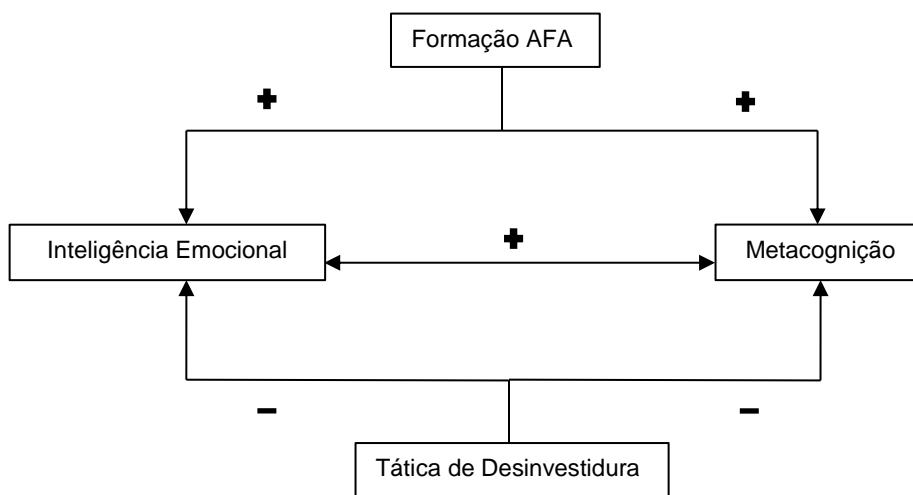 Formação AFA
+ +
Inteligência Emocional
+
Metacognição
– –
Tática de Desinvestidura